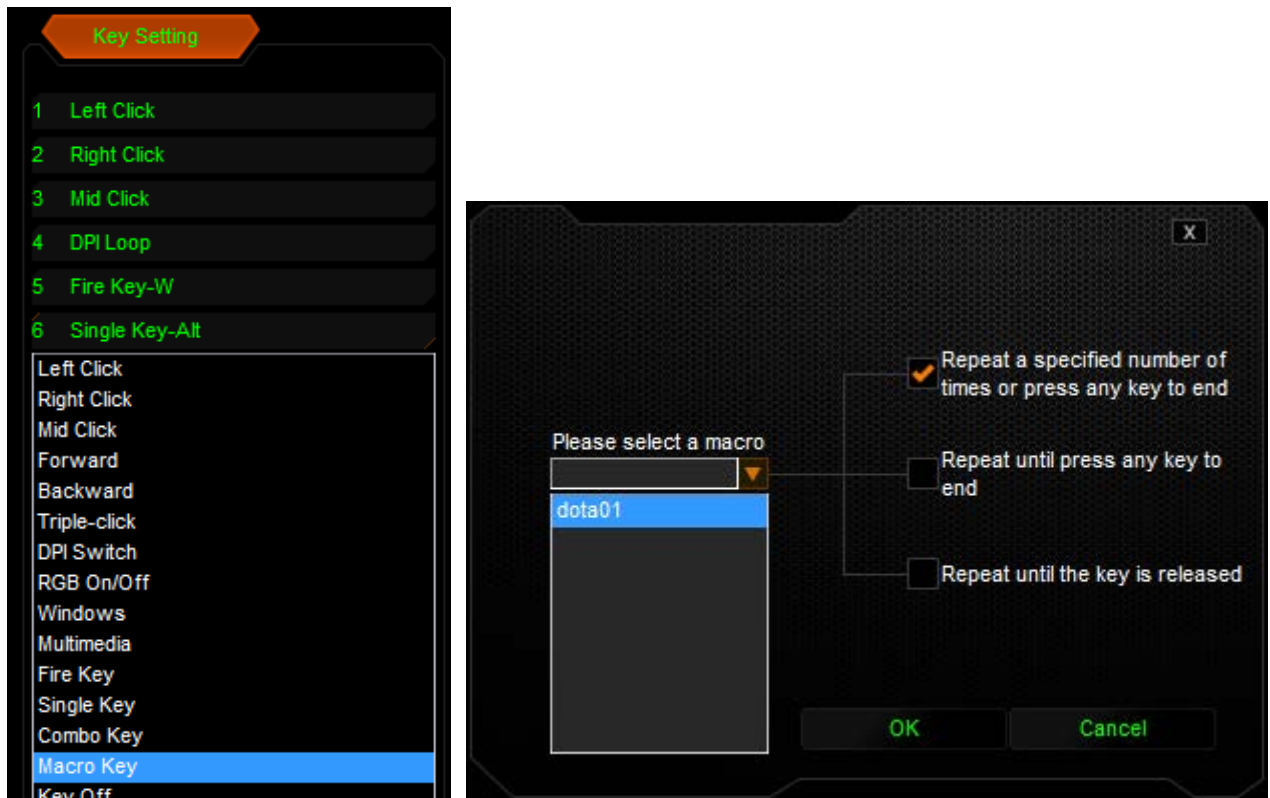 Key Setting
1 Left Click
2 Right Click
3 Mid Click
4 DPI Loop
5 Fire Key-W
6 Single Key-Alt
Left Click
Right Click
Mid Click
Forward
Backward
Triple-click
DPI Switch
RGB On/Off
Windows
Multimedia
Fire Key
Single Key
Combo Key
Macro Key
Key Off
X
Please select a macro
dota01
Repeat a specified number of
times or press any key to end
Repeat until press any key to
end
Repeat until the key is released
OK
Cancel